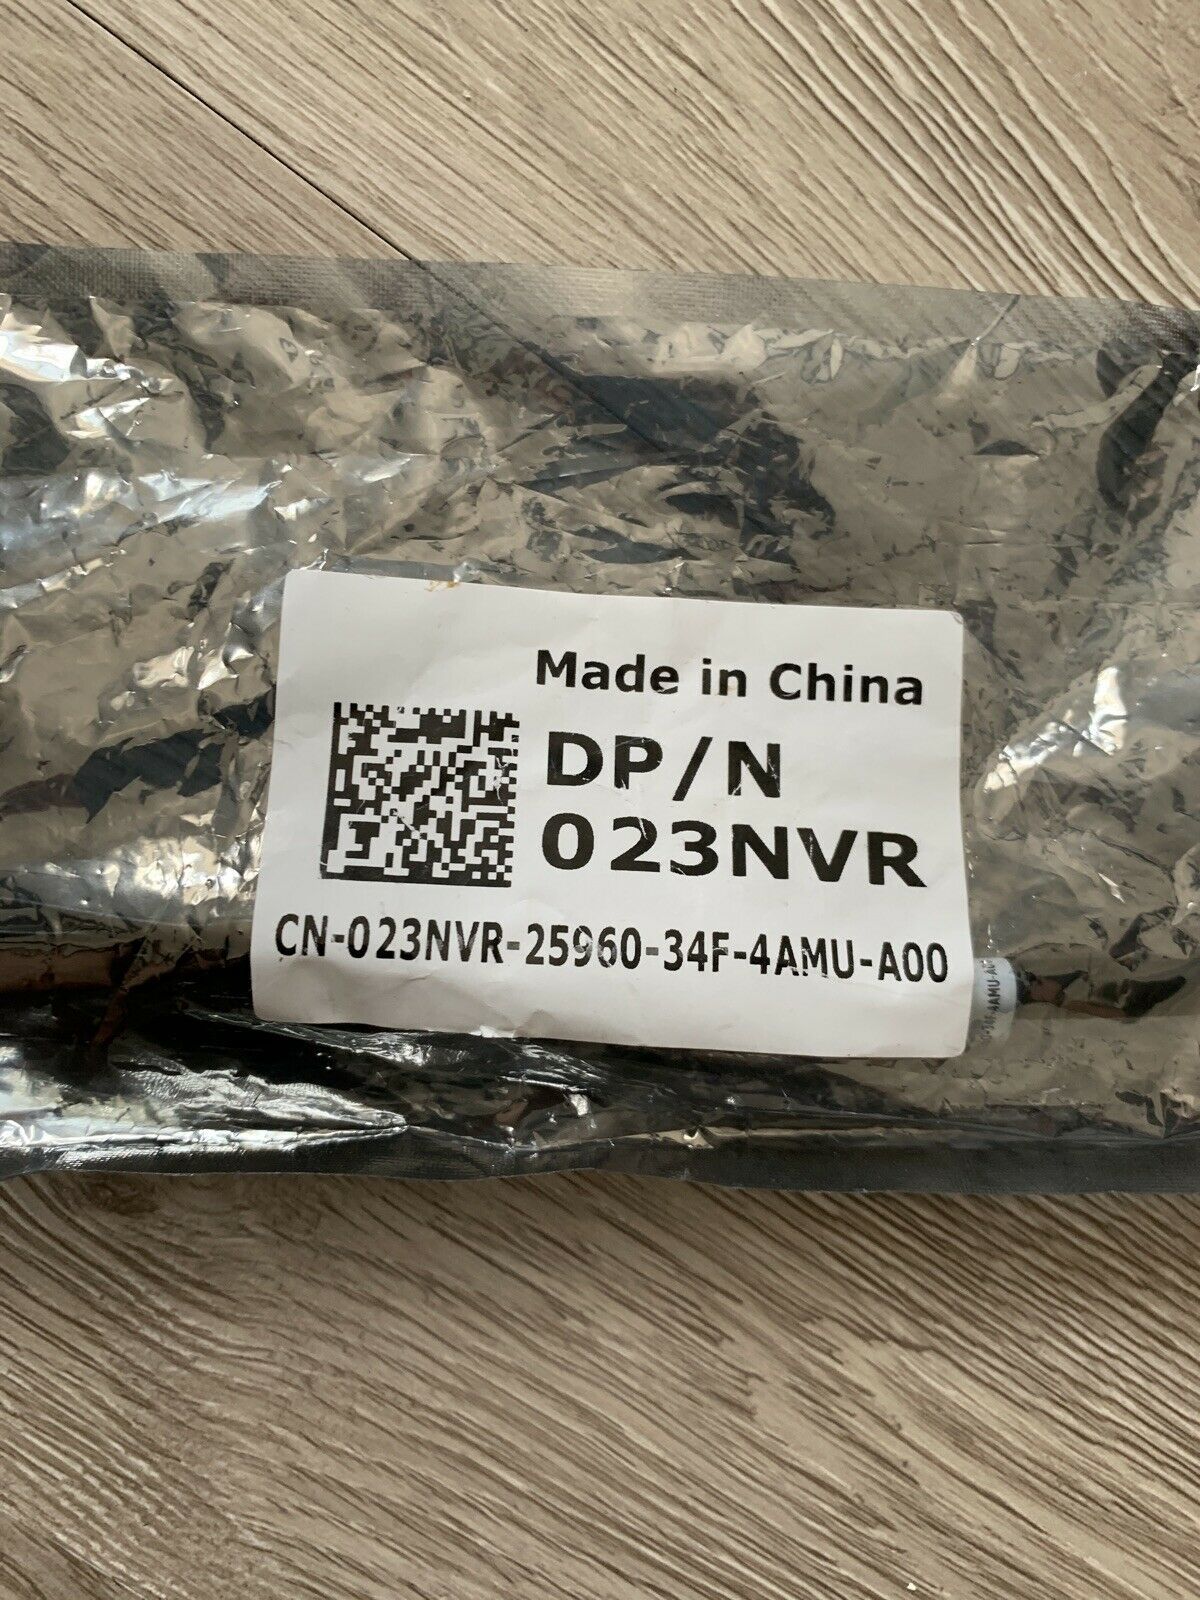 Made in China
DP/N
023NVR
CN-023NVR-25960-34F-4AMU-A00